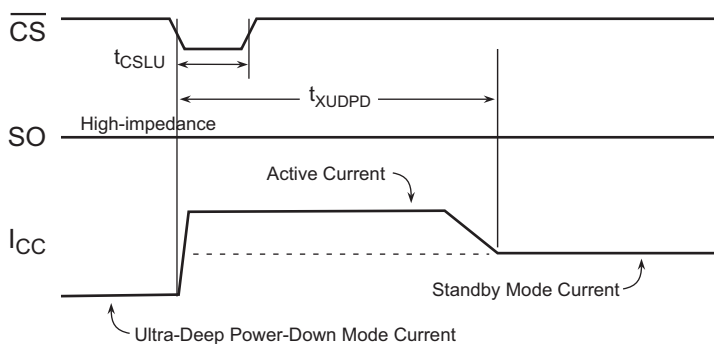 CS
tCSLU
tXUDPD
High-impedance
SO
Active Current
ICC
Standby Mode Current
Ultra-Deep Power-Down Mode Current